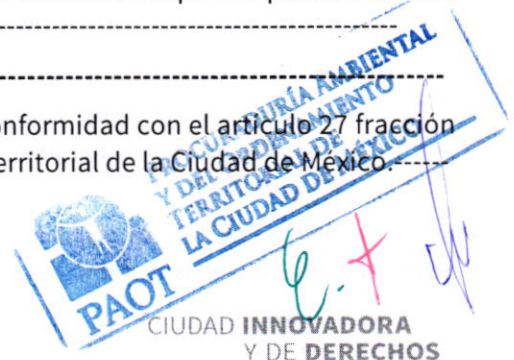 onformidad con el artículo 27 fracción
erritorial de la Ciudad de México.------
PROCURADURÍA AMBIENTAL
Y DEL ORDENAMIENTO
TERRITORIAL DE
LA CIUDAD DE MÉXICO
PAOT
CIUDAD INNOVADORA
Y DE DERECHOS